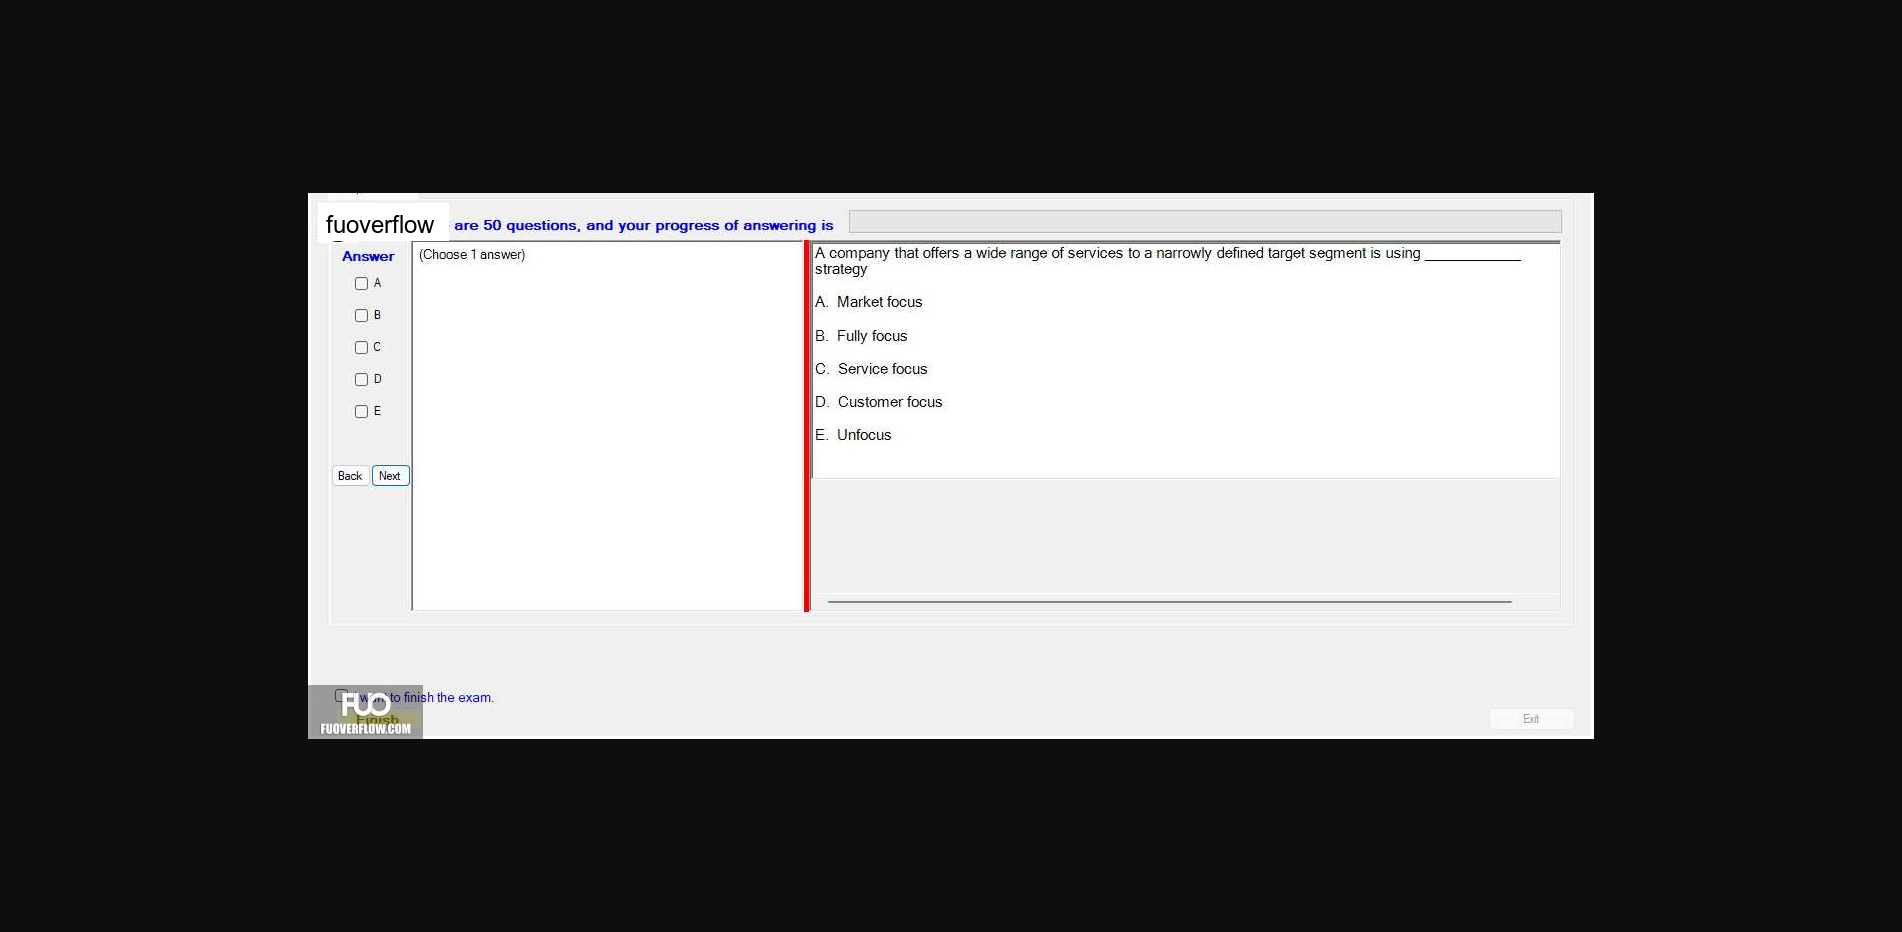 fuoverflow are 50 questions, and your progress of answering is
Answer
(Choose 1 answer)
A
B
C
D
E
Back Next
A company that offers a wide range of services to a narrowly defined target segment is using ____________
strategy
A. Market focus
B. Fully focus
C. Service focus
D. Customer focus
E. Unfocus
I want to finish the exam.
Finish
FUO
FUOVERFLOW.COM
Exit